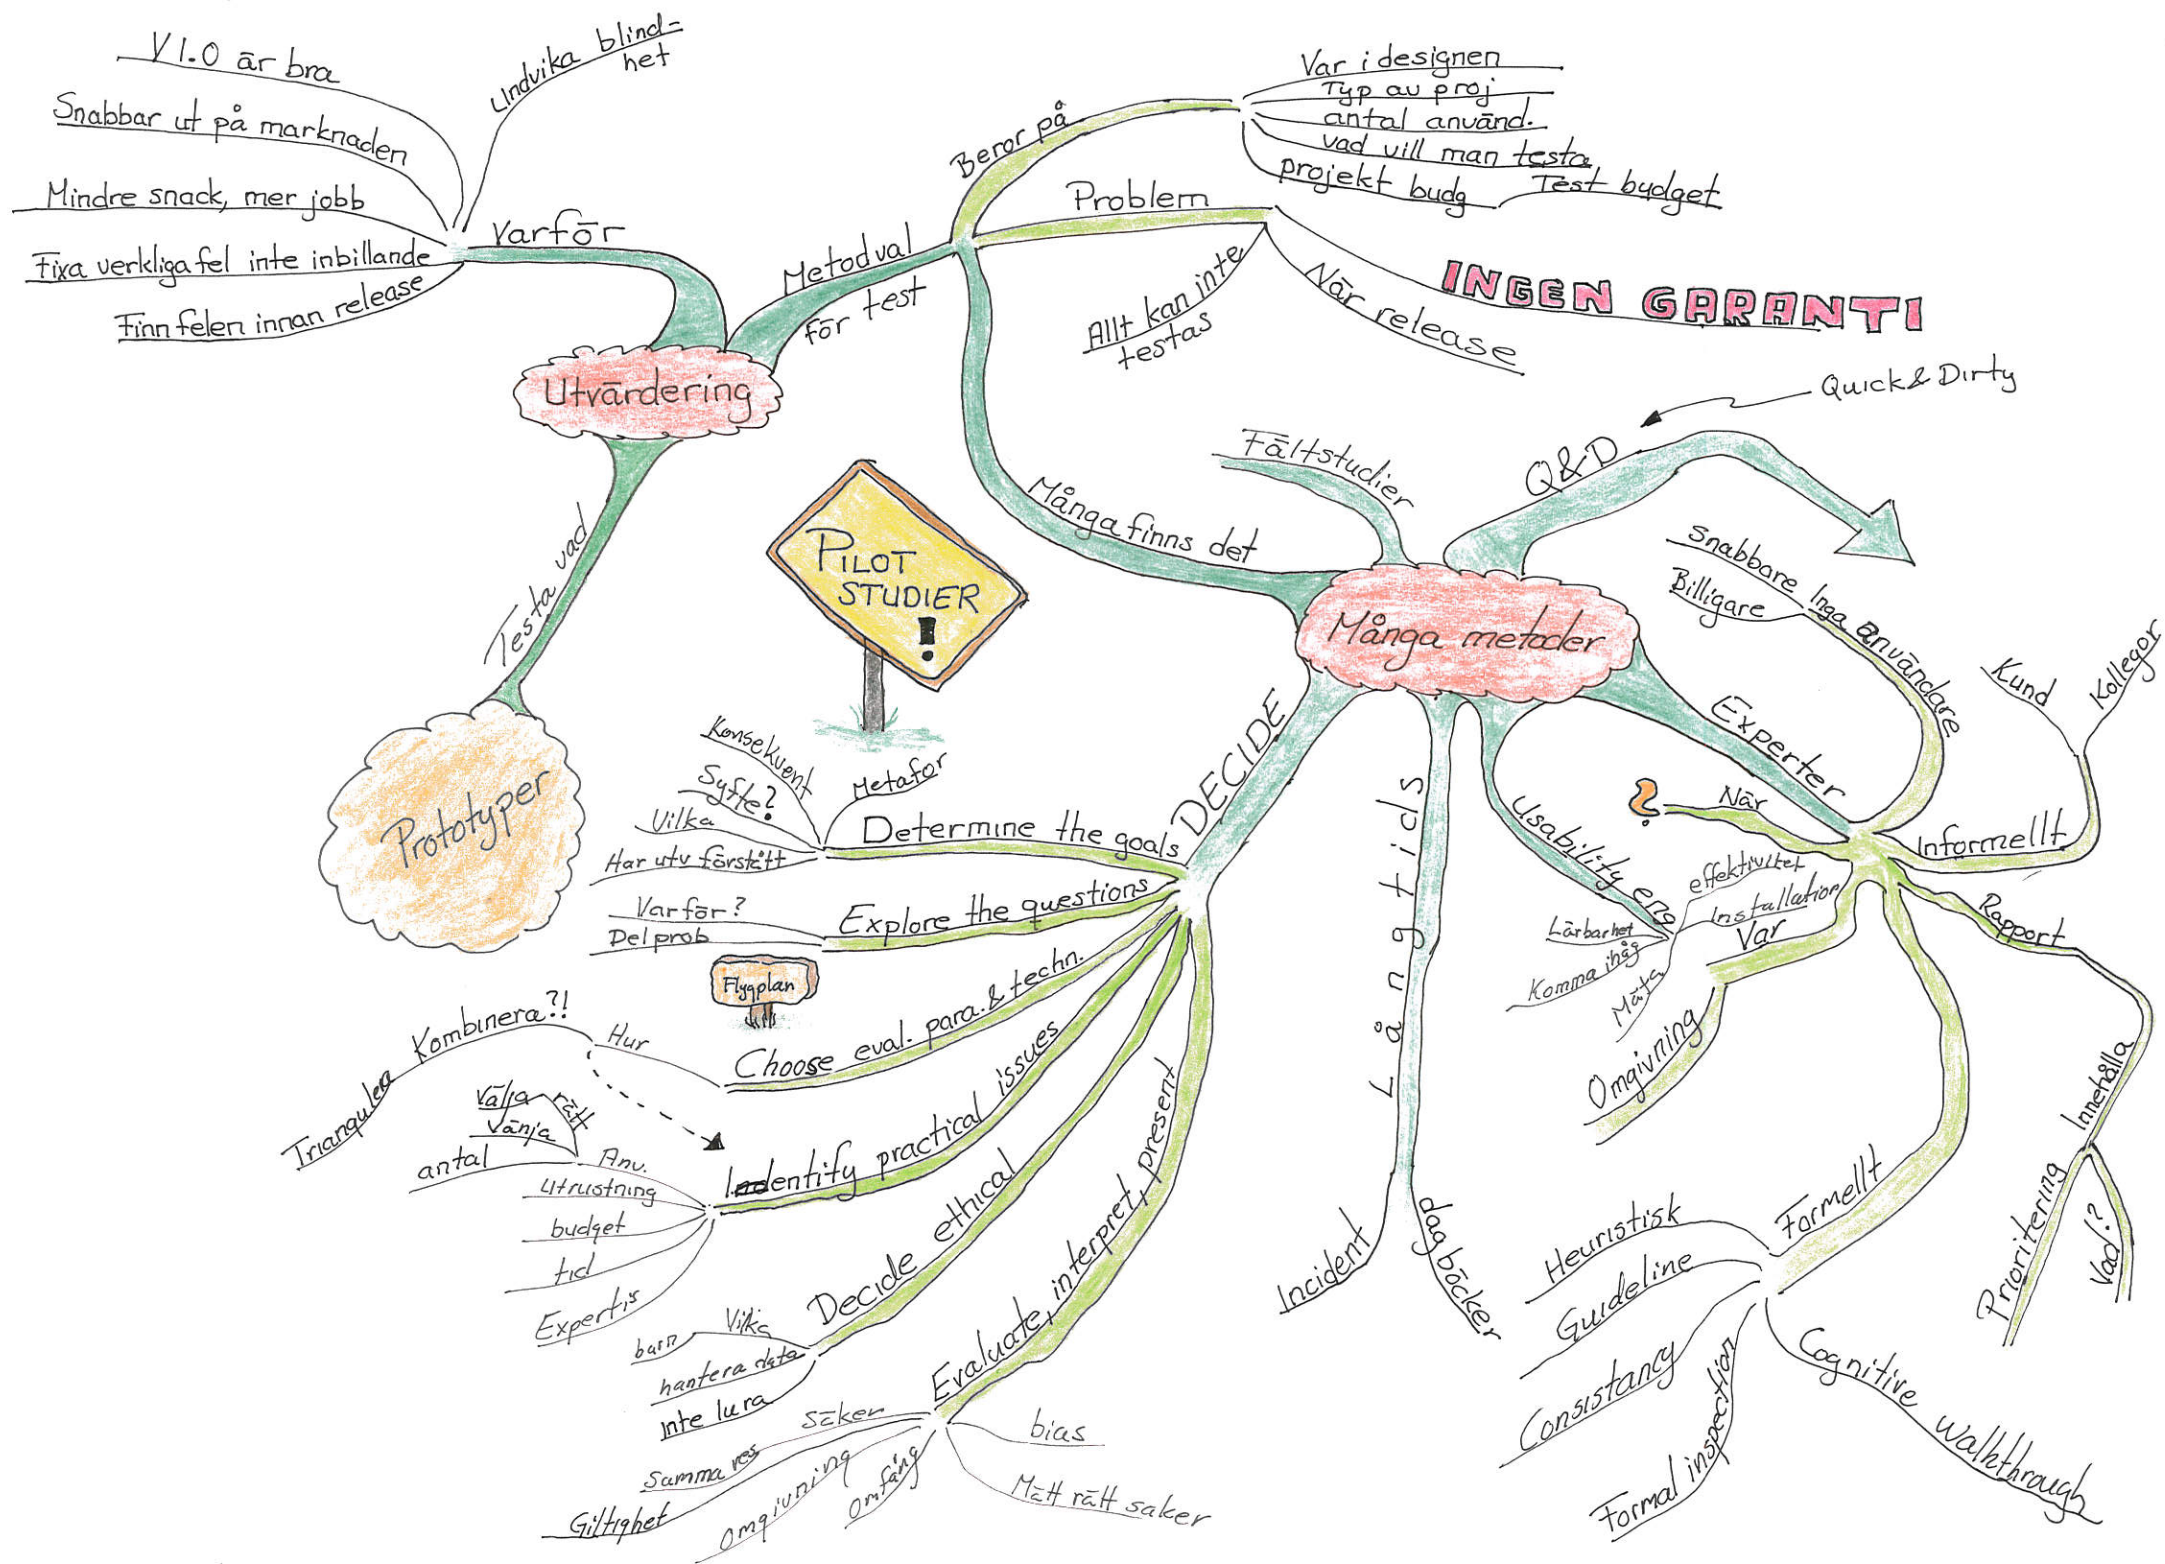 V1.0 är bra
Snabbar ut på marknaden
Mindre snack, mer jobb
Fixa verkliga fel inte inbillande
Finn felen innan release
Undvika blind-
het
Varför
Utvärdering
Metodval
för test
Beror på
Var i designen
Typ av proj
antal använd.
vad vill man testa
projekt budg
Test budget
Problem
Allt kan inte
testas
När release
INGEN GARANTI
Testa vad
Prototyper
PILOT
STUDIER
!
Många finns det
Många metoder
Fältstudier
Q&D
Quick & Dirty
DECIDE
Determine the goals
Konsekvent
Syfte?
Vilka
Har utv förstått
Metafor
Explore the questions
Varför?
Delprob
Flygplan
Choose eval. para. & techn.
Hur
Kombinera?!
Triangulera
Identify practical issues
Anv.
Välja rätt
Vänja
antal
Utrustning
budget
tid
Expertis
Decide ethical
Vilka
barn
hantera data
inte lura
Evaluate, interpret, present
Säker
Samma res
Giltighet
Omgivning
Omfång
bias
Mätt rätt saker
Långtids
Incident
dagböcker
Usability eng
effektivitet
Installation
Lärbarhet
Komma ihåg
Mäta
Experter
Inga användare
Snabbare
Billigare
Informellt
Kund
Kollegor
När
?
Var
Omgivning
Rapport
Innehålla
Prioritering
Vad?
Formellt
Heuristisk
Guideline
Consistancy
Formal inspection
Cognitive Walkthrough